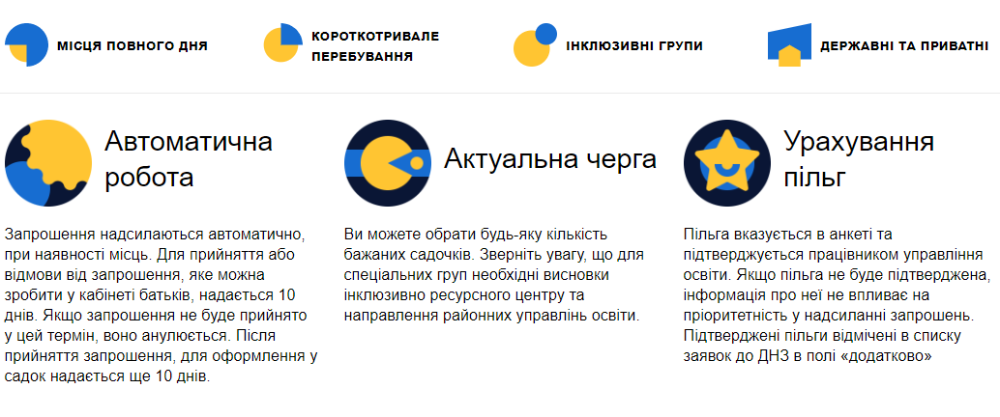 МІСЦЯ ПОВНОГО ДНЯ
КОРОТКОТРИВАЛЕ
ПЕРЕБУВАННЯ
ІНКЛЮЗИВНІ ГРУПИ
ДЕРЖАВНІ ТА ПРИВАТНІ
Автоматична
робота
Запрошення надсилаються автоматично,
при наявності місць. Для прийняття або
відмови від запрошення, яке можна
зробити у кабінеті батьків, надається 10
днів. Якщо запрошення не буде прийнято
у цей термін, воно анулюється. Після
прийняття запрошення, для оформлення у
садок надається ще 10 днів.
Актуальна черга
Ви можете обрати будь-яку кількість
бажаних садочків. Зверніть увагу, що для
спеціальних груп необхідні висновки
інклюзивно ресурсного центру та
направлення районних управлінь освіти.
Урахування
пільг
Пільга вказується в анкеті та
підтверджується працівником управління
освіти. Якщо пільга не буде підтверджена,
інформація про неї не впливає на
пріоритетність у надсиланні запрошень.
Підтверджені пільги відмічені в списку
заявок до ДНЗ в полі «додатково»